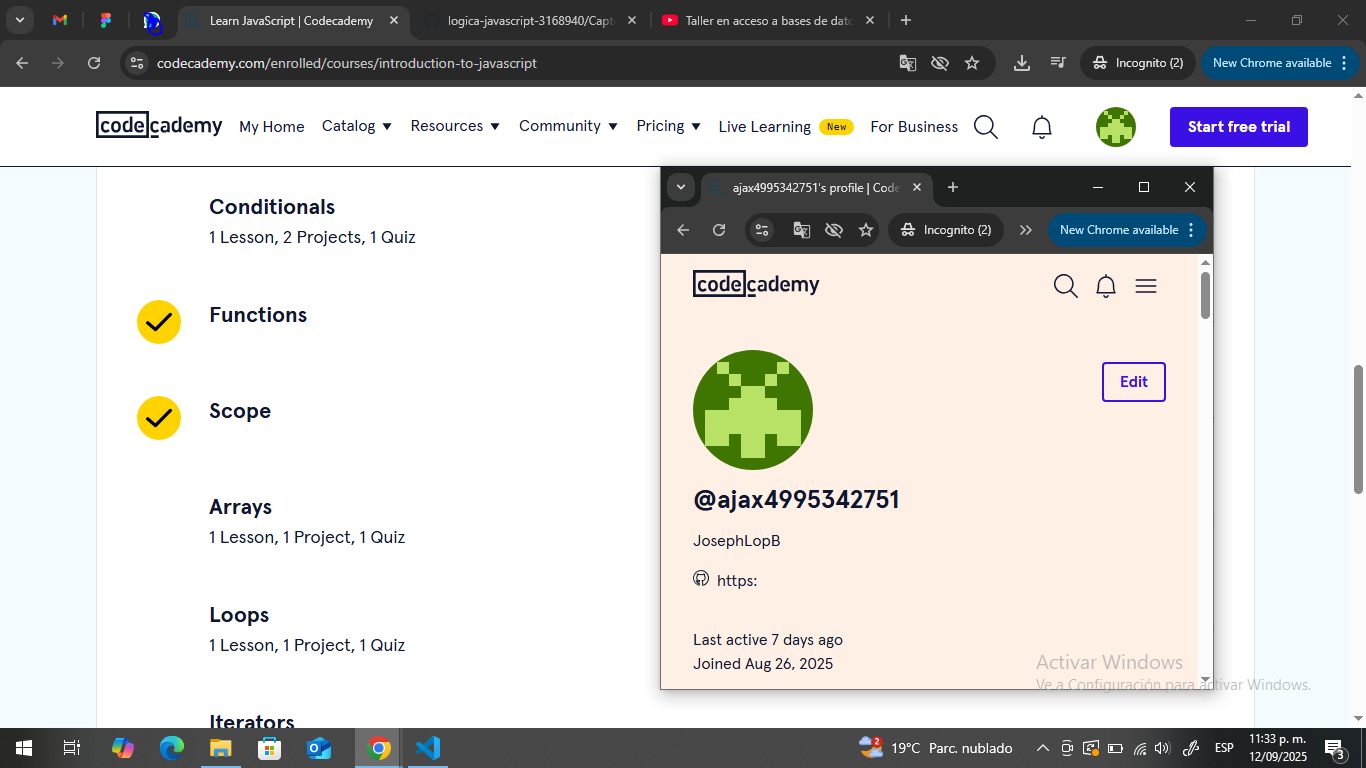 Learn JavaScript | Codecademy
logica-javascript-3168940/Capt
Taller en acceso a bases de dato
codecademy.com/enrolled/courses/introduction-to-javascript
Incognito (2)
New Chrome available
codecademy
My Home
Catalog
Resources
Community
Pricing
Live Learning
New
For Business
Start free trial
Conditionals
1 Lesson, 2 Projects, 1 Quiz
Functions
Scope
Arrays
1 Lesson, 1 Project, 1 Quiz
Loops
1 Lesson, 1 Project, 1 Quiz
Iterators
ajax4995342751's profile | Code
Incognito (2)
New Chrome available
codecademy
Edit
@ajax4995342751
JosephLopB
https:
Last active 7 days ago
Joined Aug 26, 2025
Activar Windows
Ve a Configuración para activar Windows.
2
19°C Parc. nublado
ESP
11:33 p. m.
12/09/2025
3